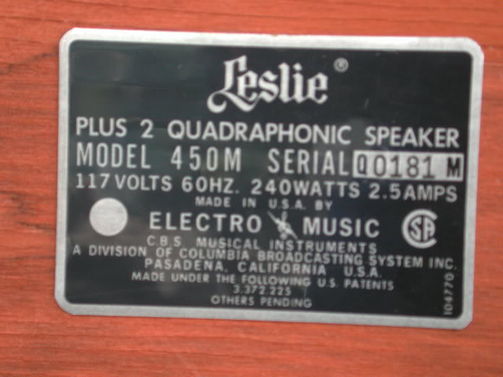 Leslie®
PLUS 2 QUADRAPHONIC SPEAKER
MODEL 450M SERIAL Q0181 M
117 VOLTS 60HZ. 240WATTS 2.5AMPS
MADE IN U.S.A. BY
ELECTRO MUSIC SA
C.B.S. MUSICAL INSTRUMENTS
A DIVISION OF COLUMBIA BROADCASTING SYSTEM INC.
PASADENA, CALIFORNIA U.S.A.
MADE UNDER THE FOLLOWING U.S. PATENTS
3.372.225
OTHERS PENDING
104770